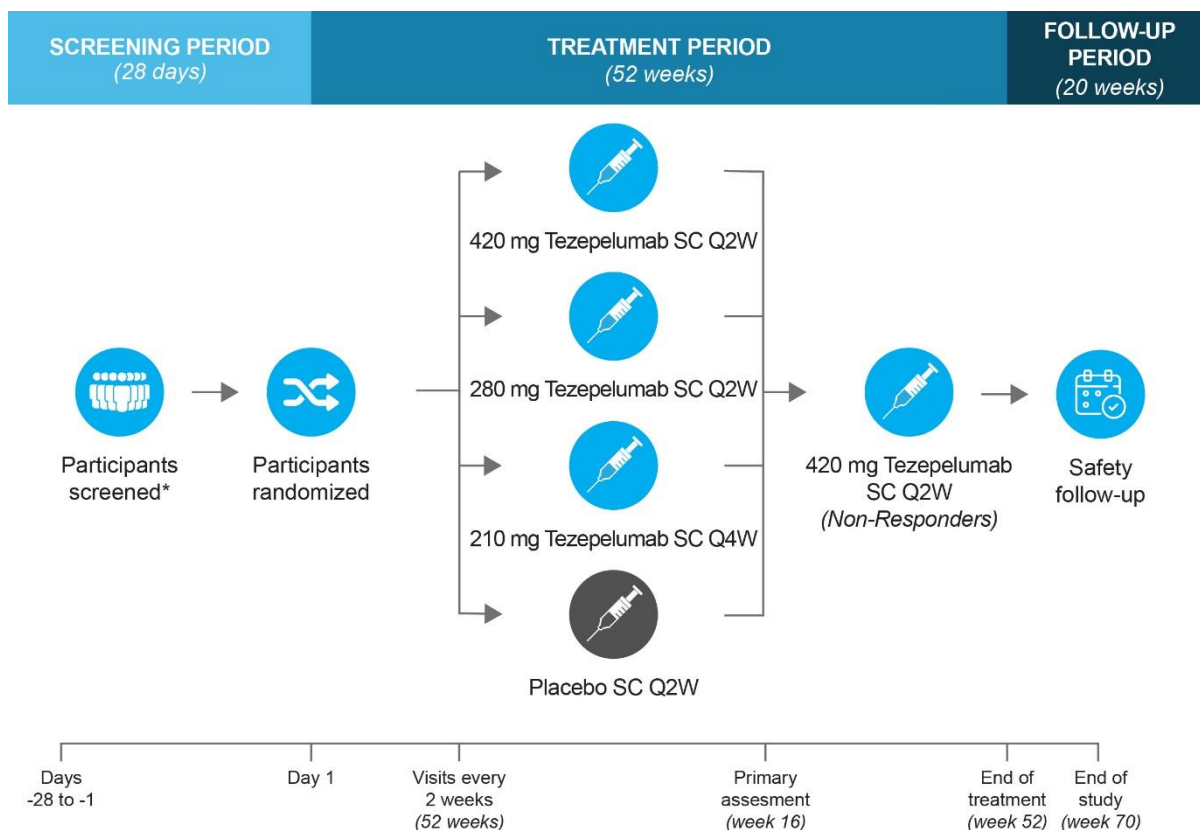 SCREENING PERIOD
(28 days)
TREATMENT PERIOD
(52 weeks)
FOLLOW-UP
PERIOD
(20 weeks)
420 mg Tezepelumab SC Q2W
280 mg Tezepelumab SC Q2W
210 mg Tezepelumab SC Q4W
Placebo SC Q2W
Participants
screened*
Participants
randomized
420 mg Tezepelumab
SC Q2W
(Non-Responders)
Safety
follow-up
Days
-28 to -1
Day 1
Visits every
2 weeks
(52 weeks)
Primary
assesment
(week 16)
End of
treatment
(week 52)
End of
study
(week 70)